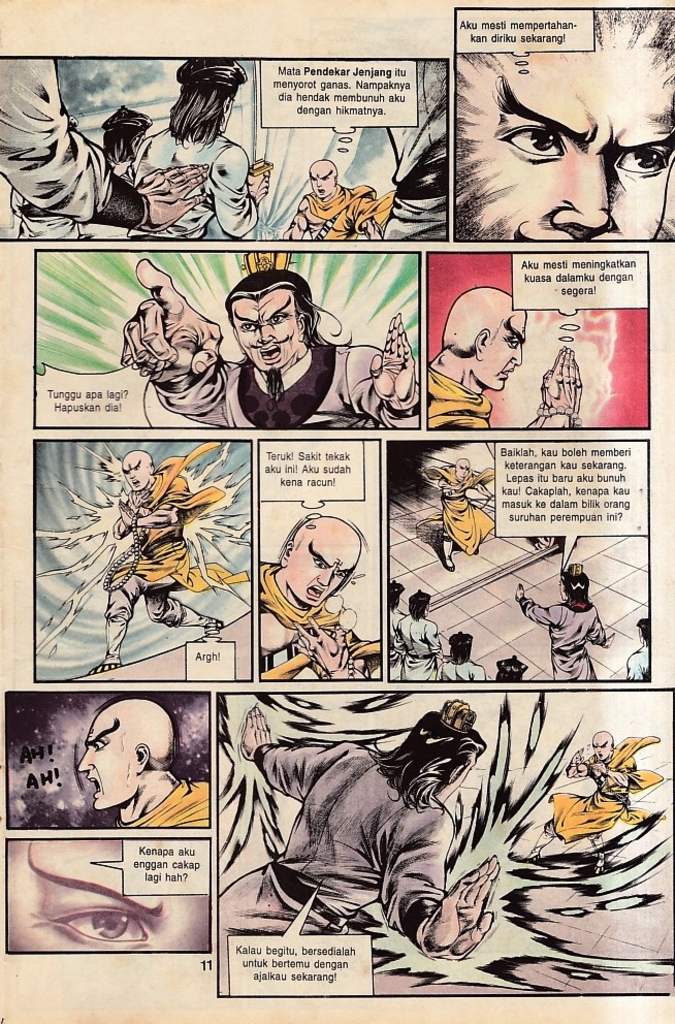 Mata Pendekar Jenjang itu
menyorot ganas. Nampaknya
dia hendak membunuh aku
dengan hikmatnya.
Aku mesti mempertahan-
kan diriku sekarang!
Tunggu apa lagi?
Hapuskan dia!
Aku mesti meningkatkan
kuasa dalamku dengan
segera!
Argh!
Teruk! Sakit tekak
aku ini! Aku sudah
kena racun!
Baiklah, kau boleh memberi
keterangan kau sekarang.
Lepas itu baru aku bunuh
kau! Cakaplah, kenapa kau
masuk ke dalam bilik orang
suruhan perempuan ini?
AH!
AH!
Kenapa aku
enggan cakap
lagi hah?
Kalau begitu, bersedialah
untuk bertemu dengan
ajalkau sekarang!
11